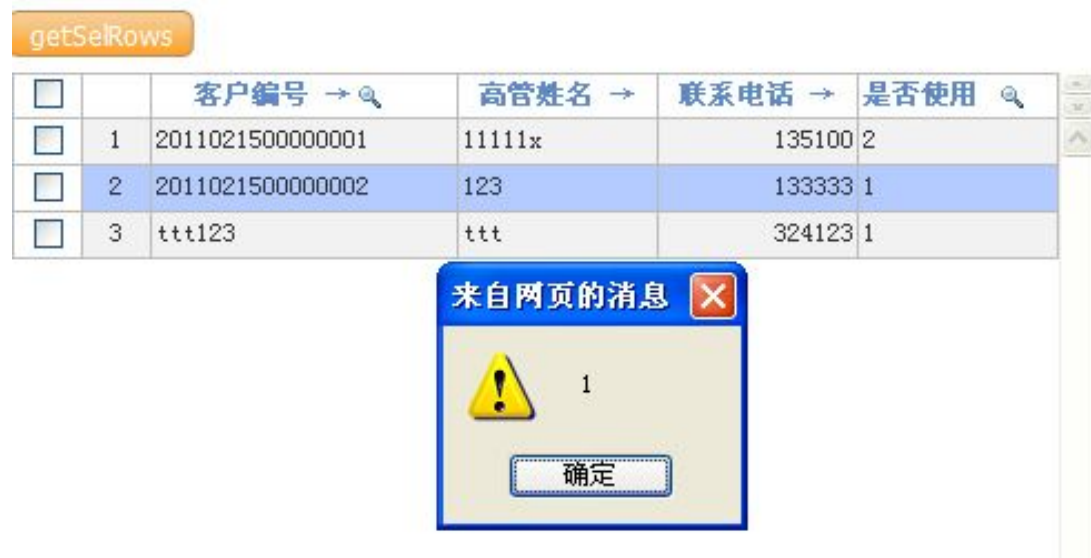 getSelRows
客户编号 → 高管姓名 → 联系电话 → 是否使用
1 2011021500000001 11111x 135100 2
2 2011021500000002 123 133333 1
3 ttt123 ttt 324123 1
来自网页的消息
1
确定